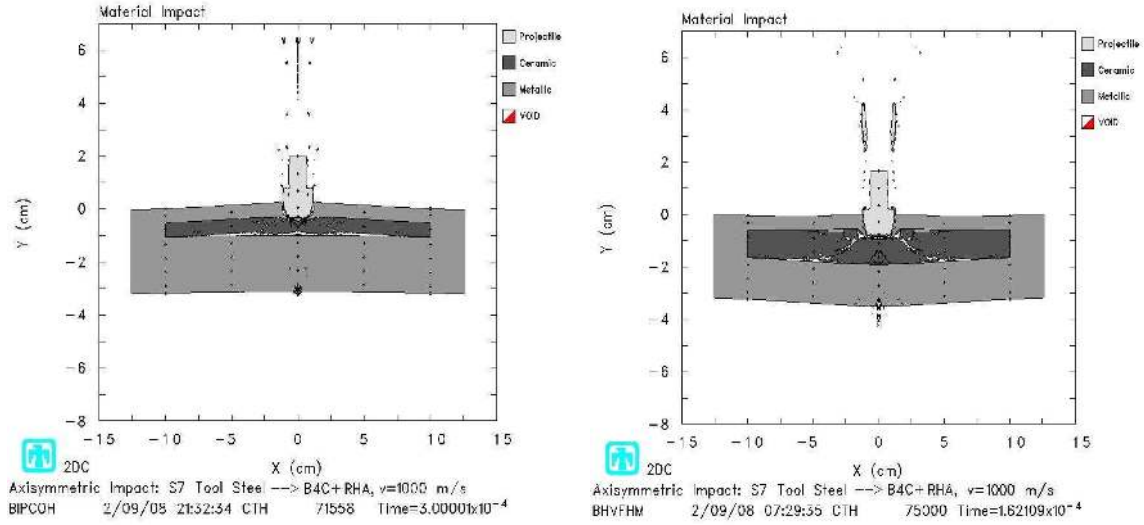 Material Impact
Projectile
Ceramic
Metallic
VOID
6
4
2
0
-2
-4
-6
-8
Y (cm)
-15 -10 -5 0 5 10 15
X (cm)
2DC
Axisymmetric Impact: S7 Tool Steel --> B4C+RHA, v=1000 m/s
BIPCOH 2/09/08 21:32:34 CTH 71558 Time=3.00001x10⁻⁴
Material Impact
Projectile
Ceramic
Metallic
VOID
6
4
2
0
-2
-4
-6
-8
Y (cm)
-15 -10 -5 0 5 10 15
X (cm)
2DC
Axisymmetric Impact: S7 Tool Steel --> B4C+RHA, v=1000 m/s
BHVFHM 2/09/08 07:29:35 CTH 75000 Time=1.62109x10⁻⁴